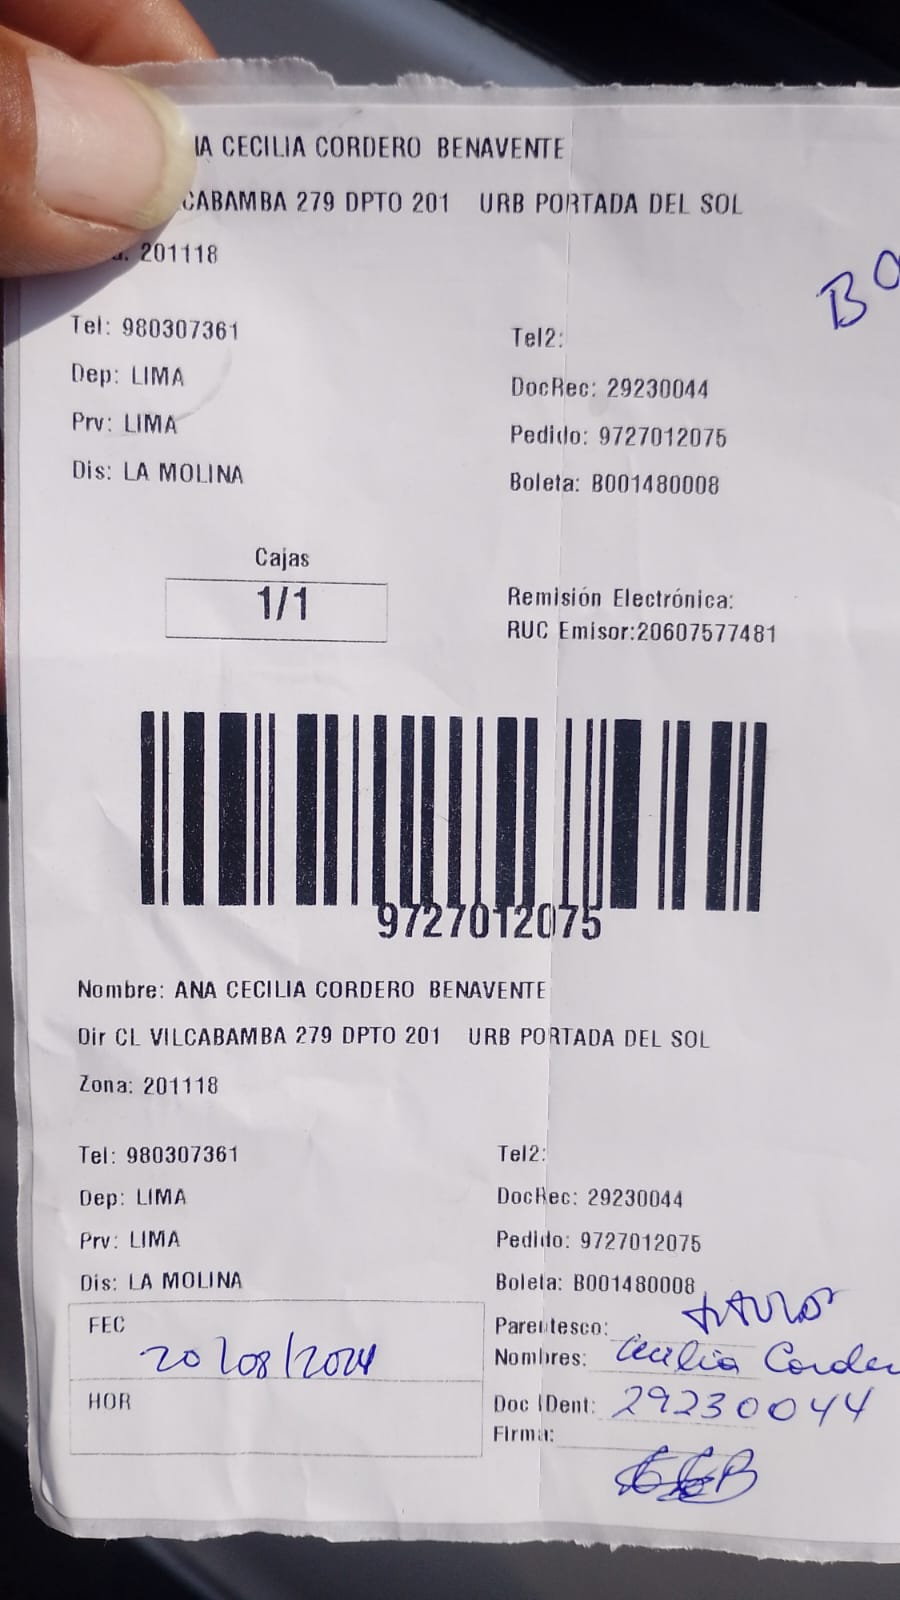 IA CECILIA CORDERO BENAVENTE
CABAMBA 279 DPTO 201 URB PORTADA DEL SOL
a. 201118
BO
Tel: 980307361 Tel2:
Dep: LIMA DocRec: 29230044
Prv: LIMA Pedido: 9727012075
Dis: LA MOLINA Boleta: B001480008
Cajas
1/1
Remisión Electrónica:
RUC Emisor:20607577481
9727012075
Nombre: ANA CECILIA CORDERO BENAVENTE
Dir CL VILCABAMBA 279 DPTO 201 URB PORTADA DEL SOL
Zona: 201118
Tel: 980307361 Tel2:
Dep: LIMA DocRec: 29230044
Prv: LIMA Pedido: 9727012075
Dis: LA MOLINA Boleta: B001480008
FEC 20/08/2024
HOR
Parentesco:
Nombres: Cecilia Corder
Doc IDent: 29230044
Firma: